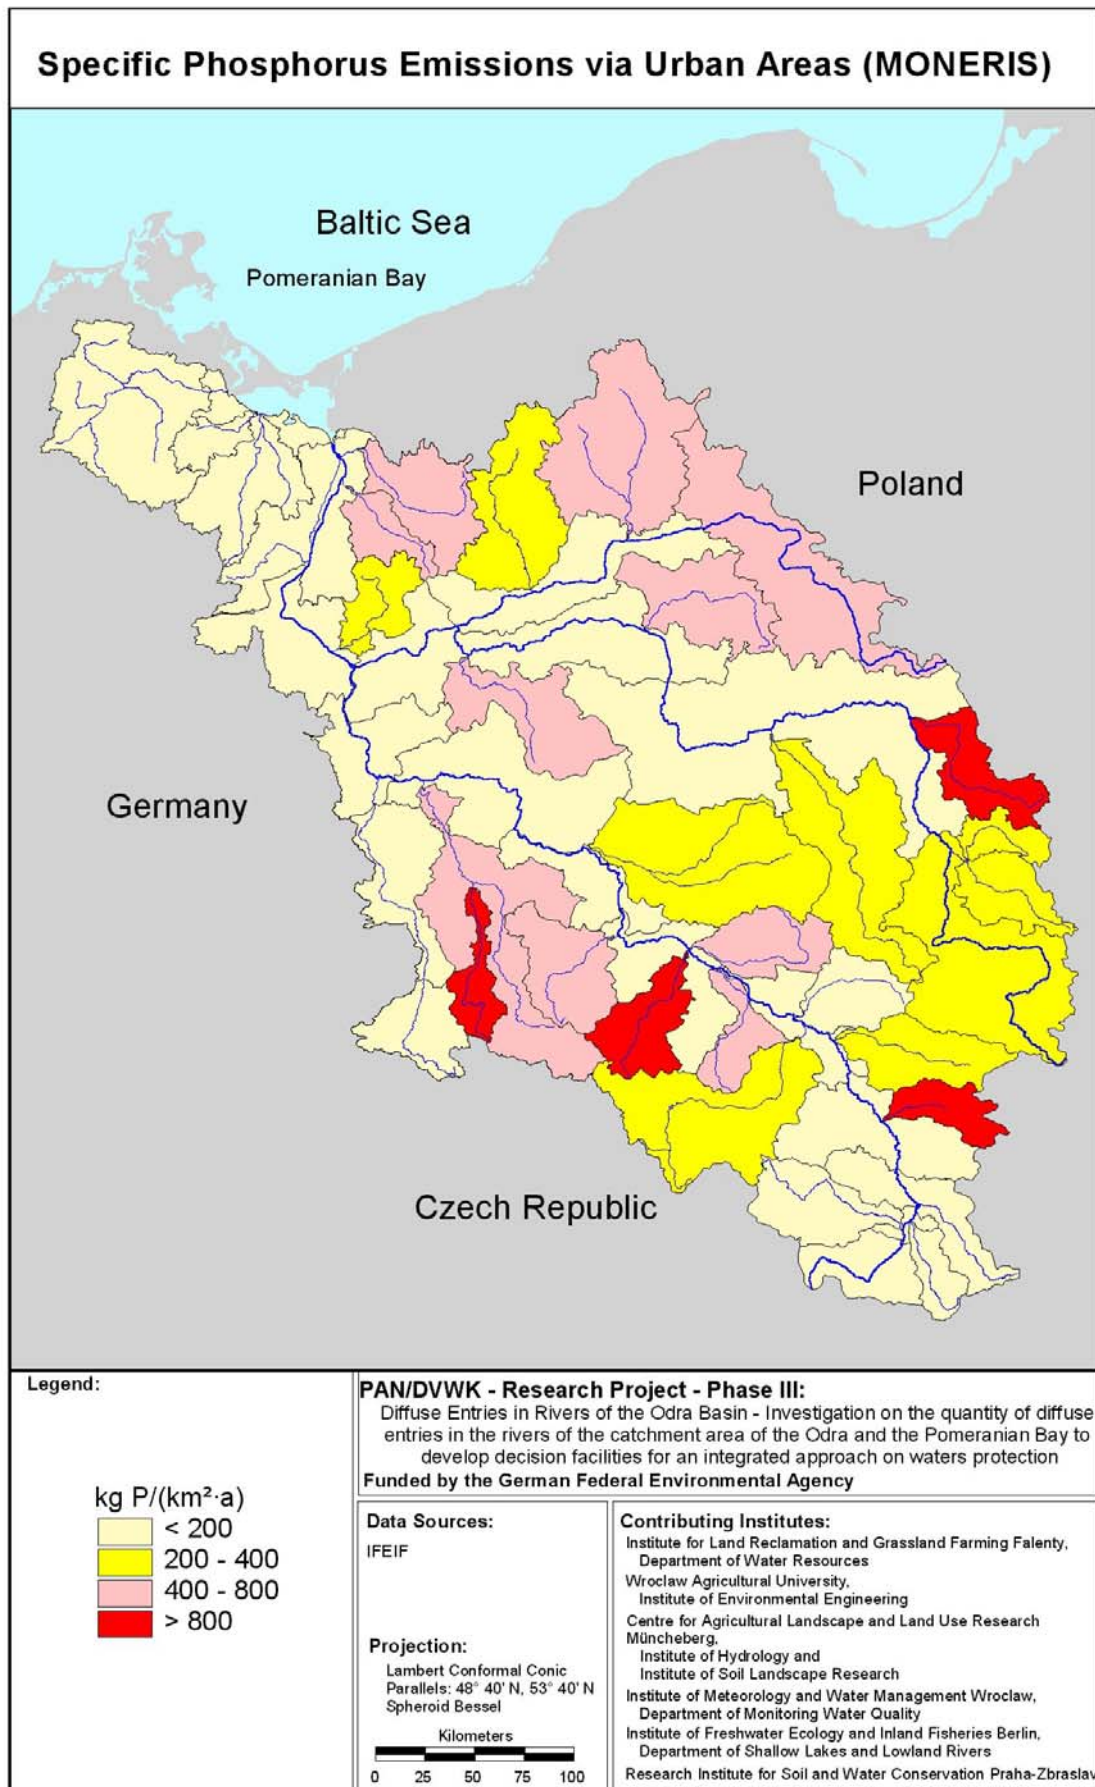 Specific Phosphorus Emissions via Urban Areas (MONERIS)
Baltic Sea
Pomeranian Bay
Poland
Germany
Czech Republic
Legend:
kg P/(km²·a)
< 200
200 - 400
400 - 800
> 800
PAN/DVWK - Research Project - Phase III:
Diffuse Entries in Rivers of the Odra Basin - Investigation on the quantity of diffuse
entries in the rivers of the catchment area of the Odra and the Pomeranian Bay to
develop decision facilities for an integrated approach on waters protection
Funded by the German Federal Environmental Agency
Data Sources:
IFEIF
Projection:
Lambert Conformal Conic
Parallels: 48° 40' N, 53° 40' N
Spheroid Bessel
Kilometers
0 25 50 75 100
Contributing Institutes:
Institute for Land Reclamation and Grassland Farming Falenty,
Department of Water Resources
Wroclaw Agricultural University,
Institute of Environmental Engineering
Centre for Agricultural Landscape and Land Use Research
Müncheberg,
Institute of Hydrology and
Institute of Soil Landscape Research
Institute of Meteorology and Water Management Wroclaw,
Department of Monitoring Water Quality
Institute of Freshwater Ecology and Inland Fisheries Berlin,
Department of Shallow Lakes and Lowland Rivers
Research Institute for Soil and Water Conservation Praha-Zbraslav